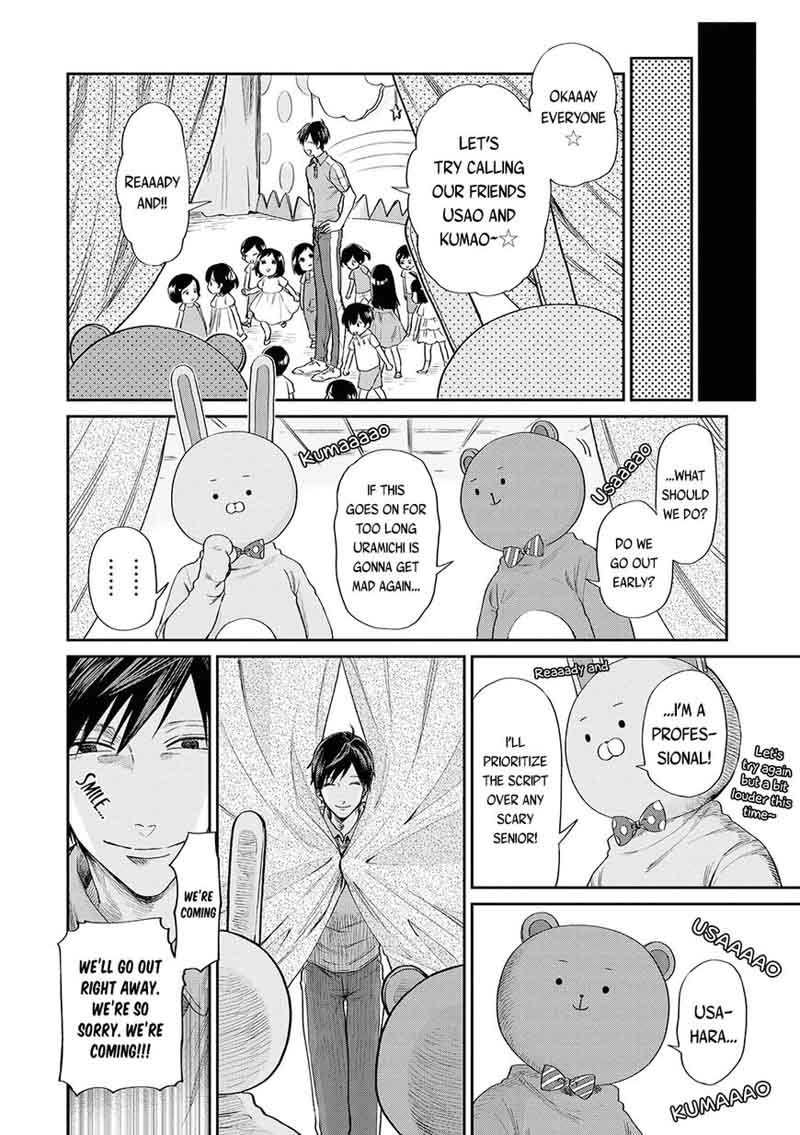 OKAAAY
EVERYONE
☆
LET'S
TRY CALLING
OUR FRIENDS
USAO AND
KUMAO~☆
REAAADY
AND!!
...WHAT
SHOULD
WE DO?
DO WE
GO OUT
EARLY?
Usaaaao
IF THIS
GOES ON FOR
TOO LONG
URAMICHI IS
GONNA GET
MAD AGAIN...
Kumaaaao
......
Reaaady and
...I'M A
PROFES-
SIONAL!
Let's
try again
but a bit
louder this
time~
I'LL
PRIORITIZE
THE SCRIPT
OVER ANY
SCARY
SENIOR!
USAAAAO
USA-
HARA...
KUMAAAO
SMILE...
WE'RE
COMING
WE'LL GO OUT
RIGHT AWAY.
WE'RE SO
SORRY. WE'RE
COMING!!!